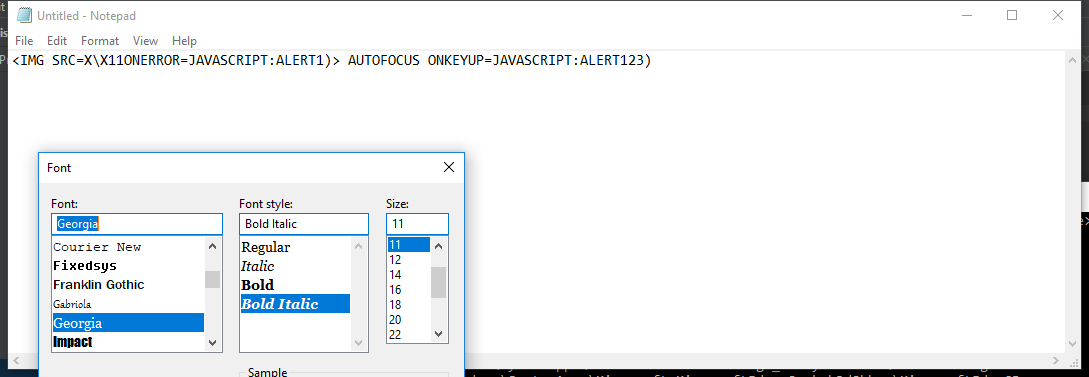 Untitled - Notepad
File Edit Format View Help
<IMG SRC=X\X11ONERROR=JAVASCRIPT:ALERT1)> AUTOFOCUS ONKEYUP=JAVASCRIPT:ALERT123)
Font
Font: Font style: Size:
Georgia Bold Italic 11
Courier New Regular 11
Fixedsys Italic 12
Franklin Gothic Bold 14
Gabriola Bold Italic 16
Georgia 18
Impact 20
22
Sample